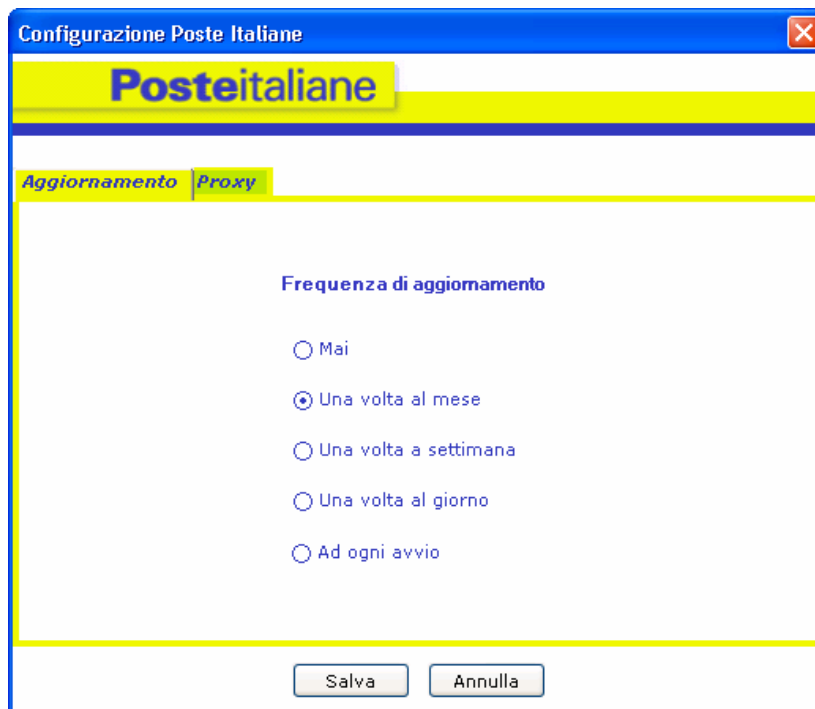 Configurazione Poste Italiane
Posteitaliane
Aggiornamento Proxy
Frequenza di aggiornamento
Mai
Una volta al mese
Una volta a settimana
Una volta al giorno
Ad ogni avvio
Salva Annulla